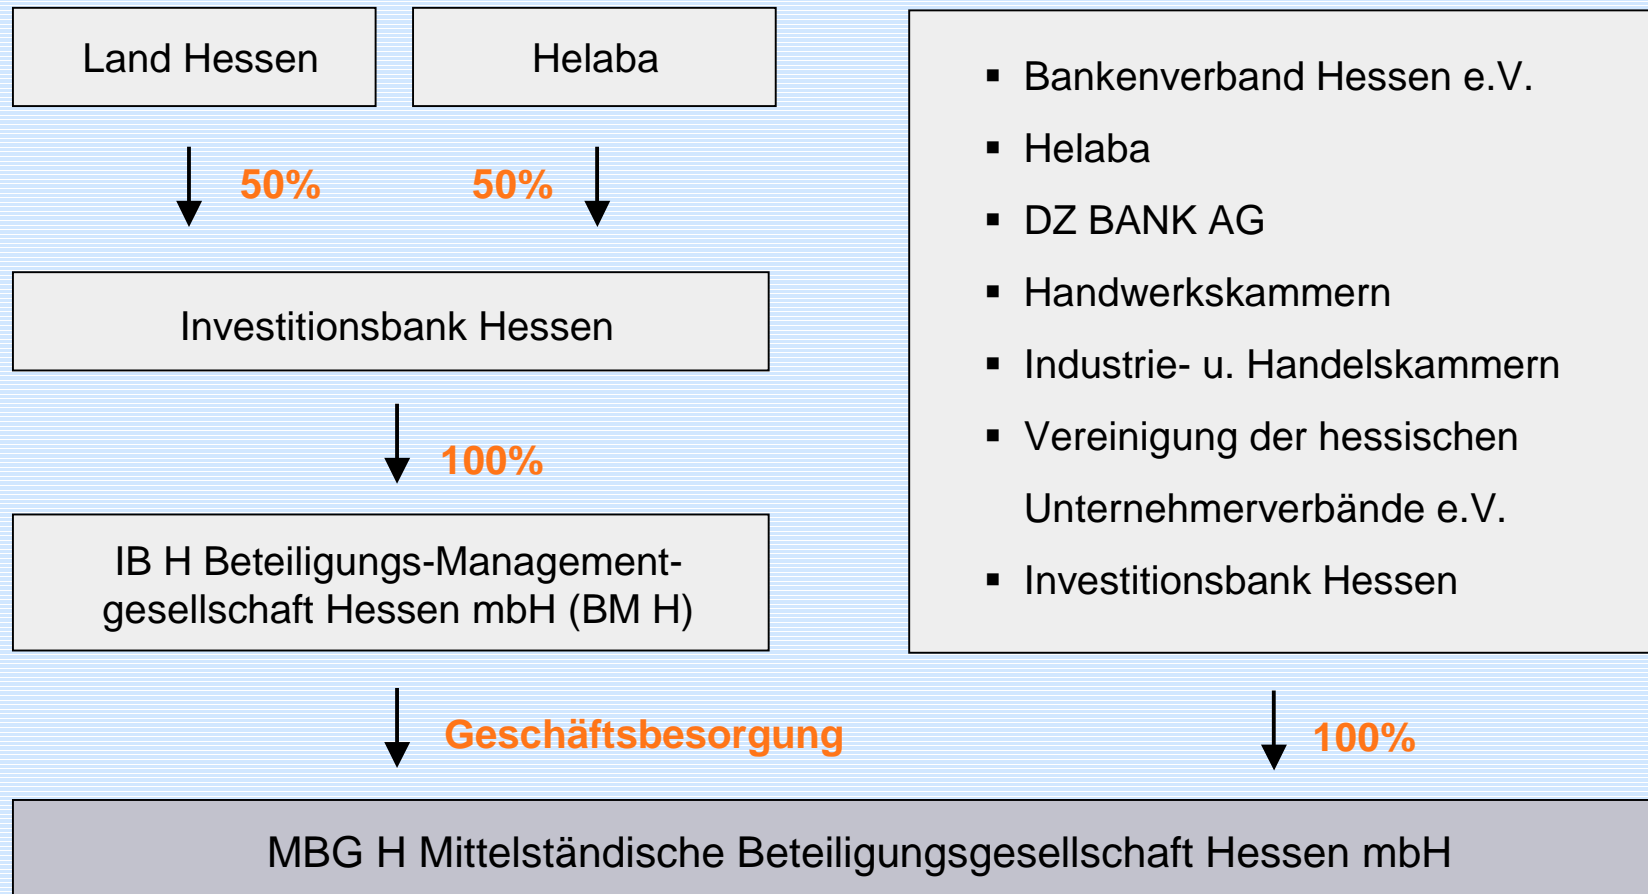 Land Hessen
Helaba
50%
50%
Investitionsbank Hessen
100%
IB H Beteiligungs-Management-
gesellschaft Hessen mbH (BM H)
Geschäftsbesorgung
▪ Bankenverband Hessen e.V.
▪ Helaba
▪ DZ BANK AG
▪ Handwerkskammern
▪ Industrie- u. Handelskammern
▪ Vereinigung der hessischen
Unternehmerverbände e.V.
▪ Investitionsbank Hessen
100%
MBG H Mittelständische Beteiligungsgesellschaft Hessen mbH